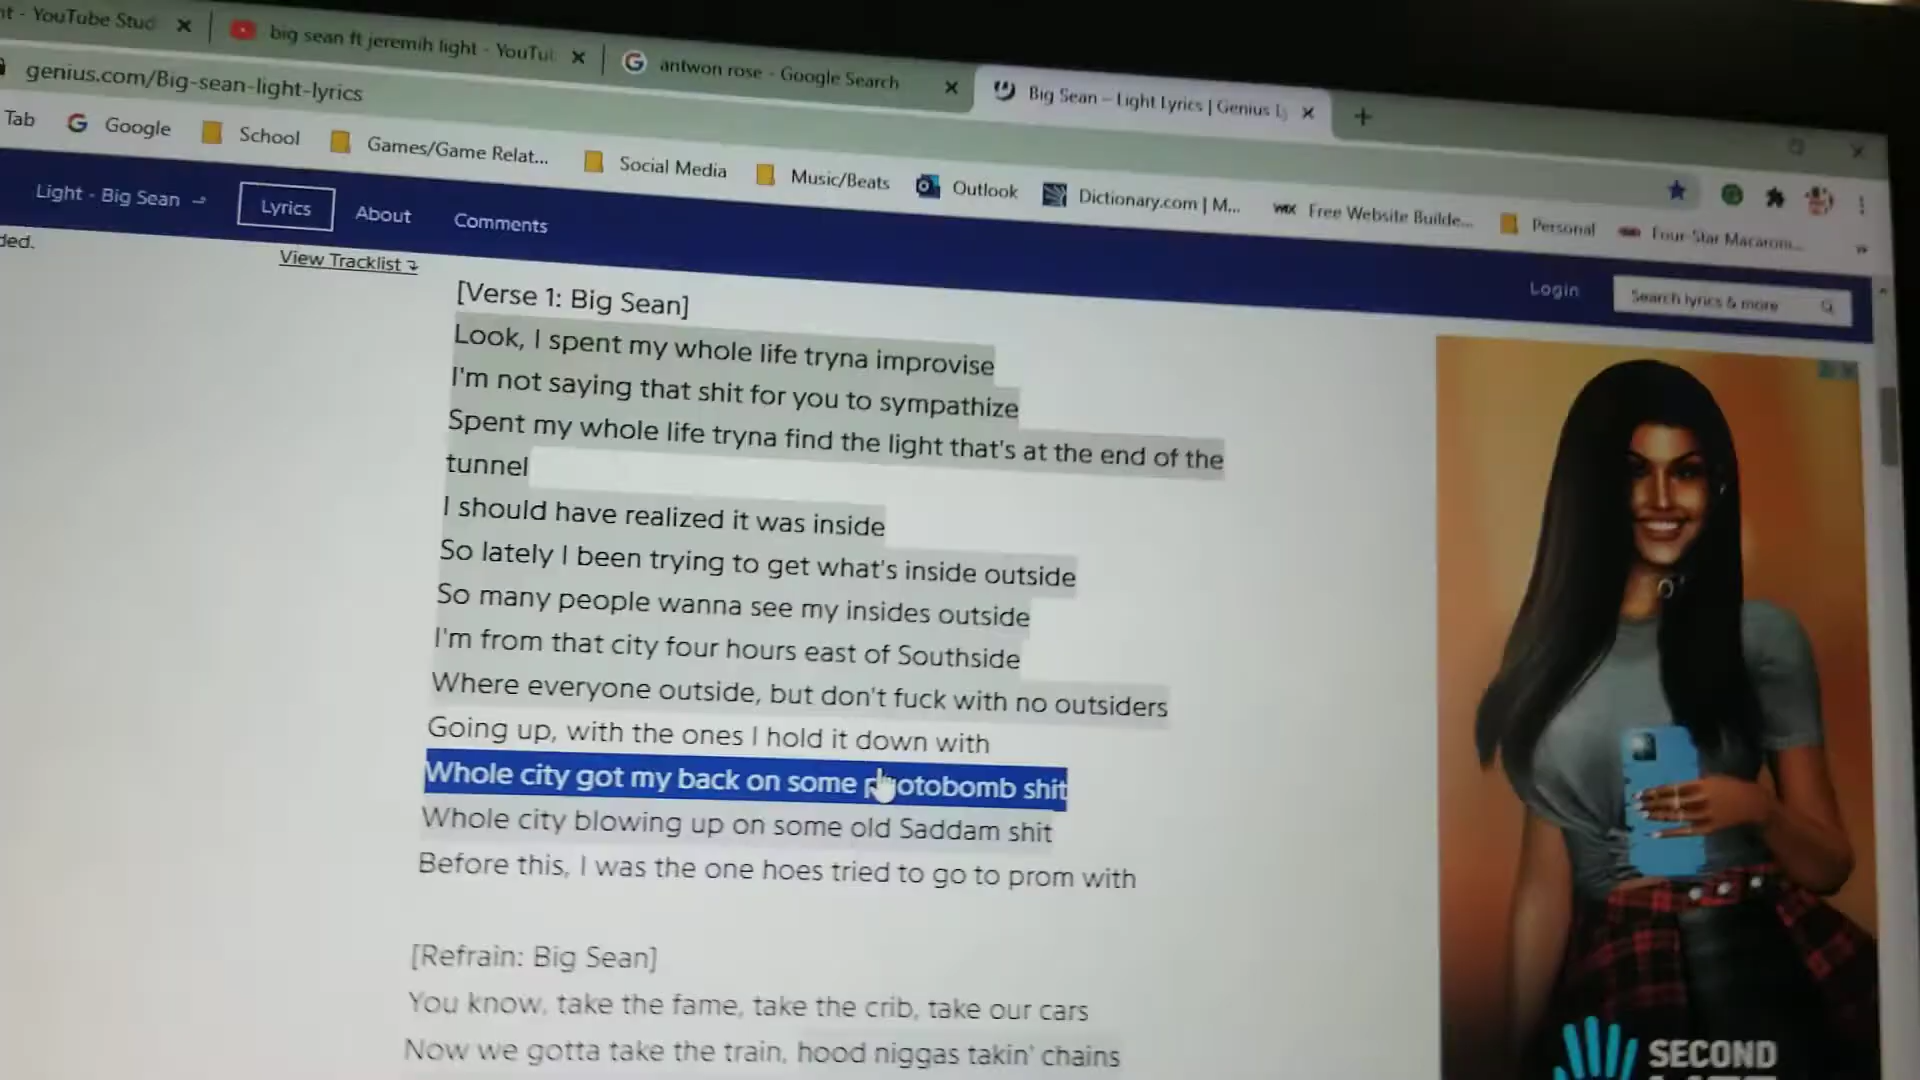 nt - YouTube Stud
big sean ft jeremih light - YouTub
antwon rose - Google Search
Big Sean – Light Lyrics | Genius Ly
genius.com/Big-sean-light-lyrics
Tab
Google
School
Games/Game Relat...
Social Media
Music/Beats
Outlook
Dictionary.com | M...
WIX Free Website Builde...
Personal
Four-Star Macaroni...
Light - Big Sean
Lyrics
About
Comments
Login
Search lyrics & more
ded.
View Tracklist
[Verse 1: Big Sean]
Look, I spent my whole life tryna improvise
I'm not saying that shit for you to sympathize
Spent my whole life tryna find the light that's at the end of the
tunnel
I should have realized it was inside
So lately I been trying to get what's inside outside
So many people wanna see my insides outside
I'm from that city four hours east of Southside
Where everyone outside, but don't fuck with no outsiders
Going up, with the ones I hold it down with
Whole city got my back on some photobomb shit
Whole city blowing up on some old Saddam shit
Before this, I was the one hoes tried to go to prom with
[Refrain: Big Sean]
You know, take the fame, take the crib, take our cars
Now we gotta take the train, hood niggas takin' chains
SECOND